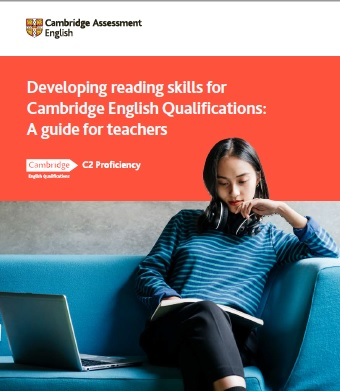 Cambridge Assessment
English
Developing reading skills for
Cambridge English Qualifications:
A guide for teachers
Cambridge
English Qualifications
C2 Proficiency